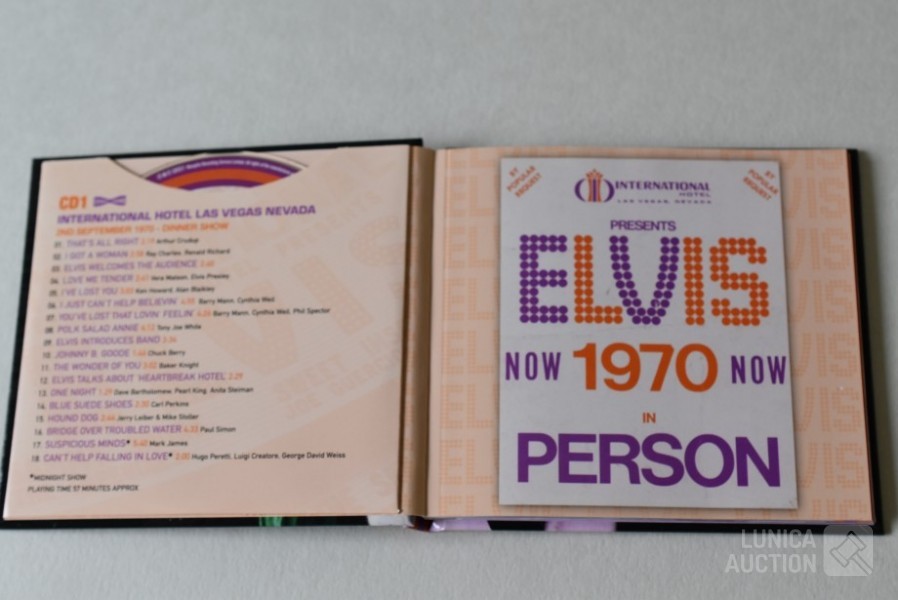 CD1
INTERNATIONAL HOTEL LAS VEGAS NEVADA
2ND SEPTEMBER 1970 - DINNER SHOW
01. THAT'S ALL RIGHT Arthur Crudup
02. I GOT A WOMAN Ray Charles, Renald Richard
03. ELVIS WELCOMES THE AUDIENCE
04. LOVE ME TENDER Vera Matson, Elvis Presley
05. I'VE LOST YOU Ken Howard, Alan Blaikley
06. I JUST CAN'T HELP BELIEVIN' 4:55 Barry Mann, Cynthia Weil
07. YOU'VE LOST THAT LOVIN' FEELIN' Barry Mann, Cynthia Weil, Phil Spector
08. POLK SALAD ANNIE Tony Joe White
09. ELVIS INTRODUCES BAND
10. JOHNNY B. GOODE Chuck Berry
11. THE WONDER OF YOU Baker Knight
12. ELVIS TALKS ABOUT 'HEARTBREAK HOTEL'
13. ONE NIGHT Dave Bartholomew, Pearl King, Anita Steiman
14. BLUE SUEDE SHOES Carl Perkins
15. HOUND DOG Jerry Leiber & Mike Stoller
16. BRIDGE OVER TROUBLED WATER Paul Simon
17. SUSPICIOUS MINDS* Mark James
18. CAN'T HELP FALLING IN LOVE* 2:00 Hugo Peretti, Luigi Creatore, George David Weiss
*MIDNIGHT SHOW
PLAYING TIME 57 MINUTES APPROX
BY POPULAR REQUEST
INTERNATIONAL
HOTEL
LAS VEGAS, NEVADA
BY POPULAR REQUEST
PRESENTS
ELVIS
NOW 1970 NOW
IN
PERSON
LUNICA
AUCTION